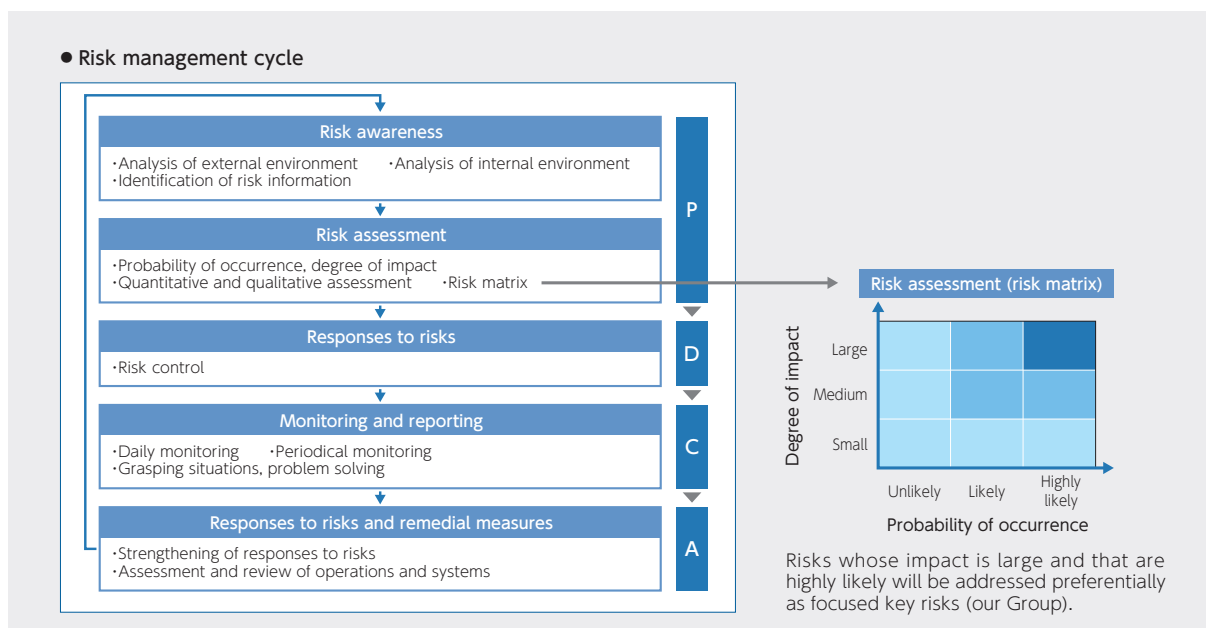 ● Risk management cycle
Risk awareness
・Analysis of external environment ・Analysis of internal environment
・Identification of risk information
P
Risk assessment
・Probability of occurrence, degree of impact
・Quantitative and qualitative assessment ・Risk matrix
Responses to risks
・Risk control
D
Monitoring and reporting
・Daily monitoring ・Periodical monitoring
・Grasping situations, problem solving
C
Responses to risks and remedial measures
・Strengthening of responses to risks
・Assessment and review of operations and systems
A
Risk assessment (risk matrix)
Degree of impact
Large
Medium
Small
Unlikely Likely Highly
likely
Probability of occurrence
Risks whose impact is large and that are
highly likely will be addressed preferentially
as focused key risks (our Group).